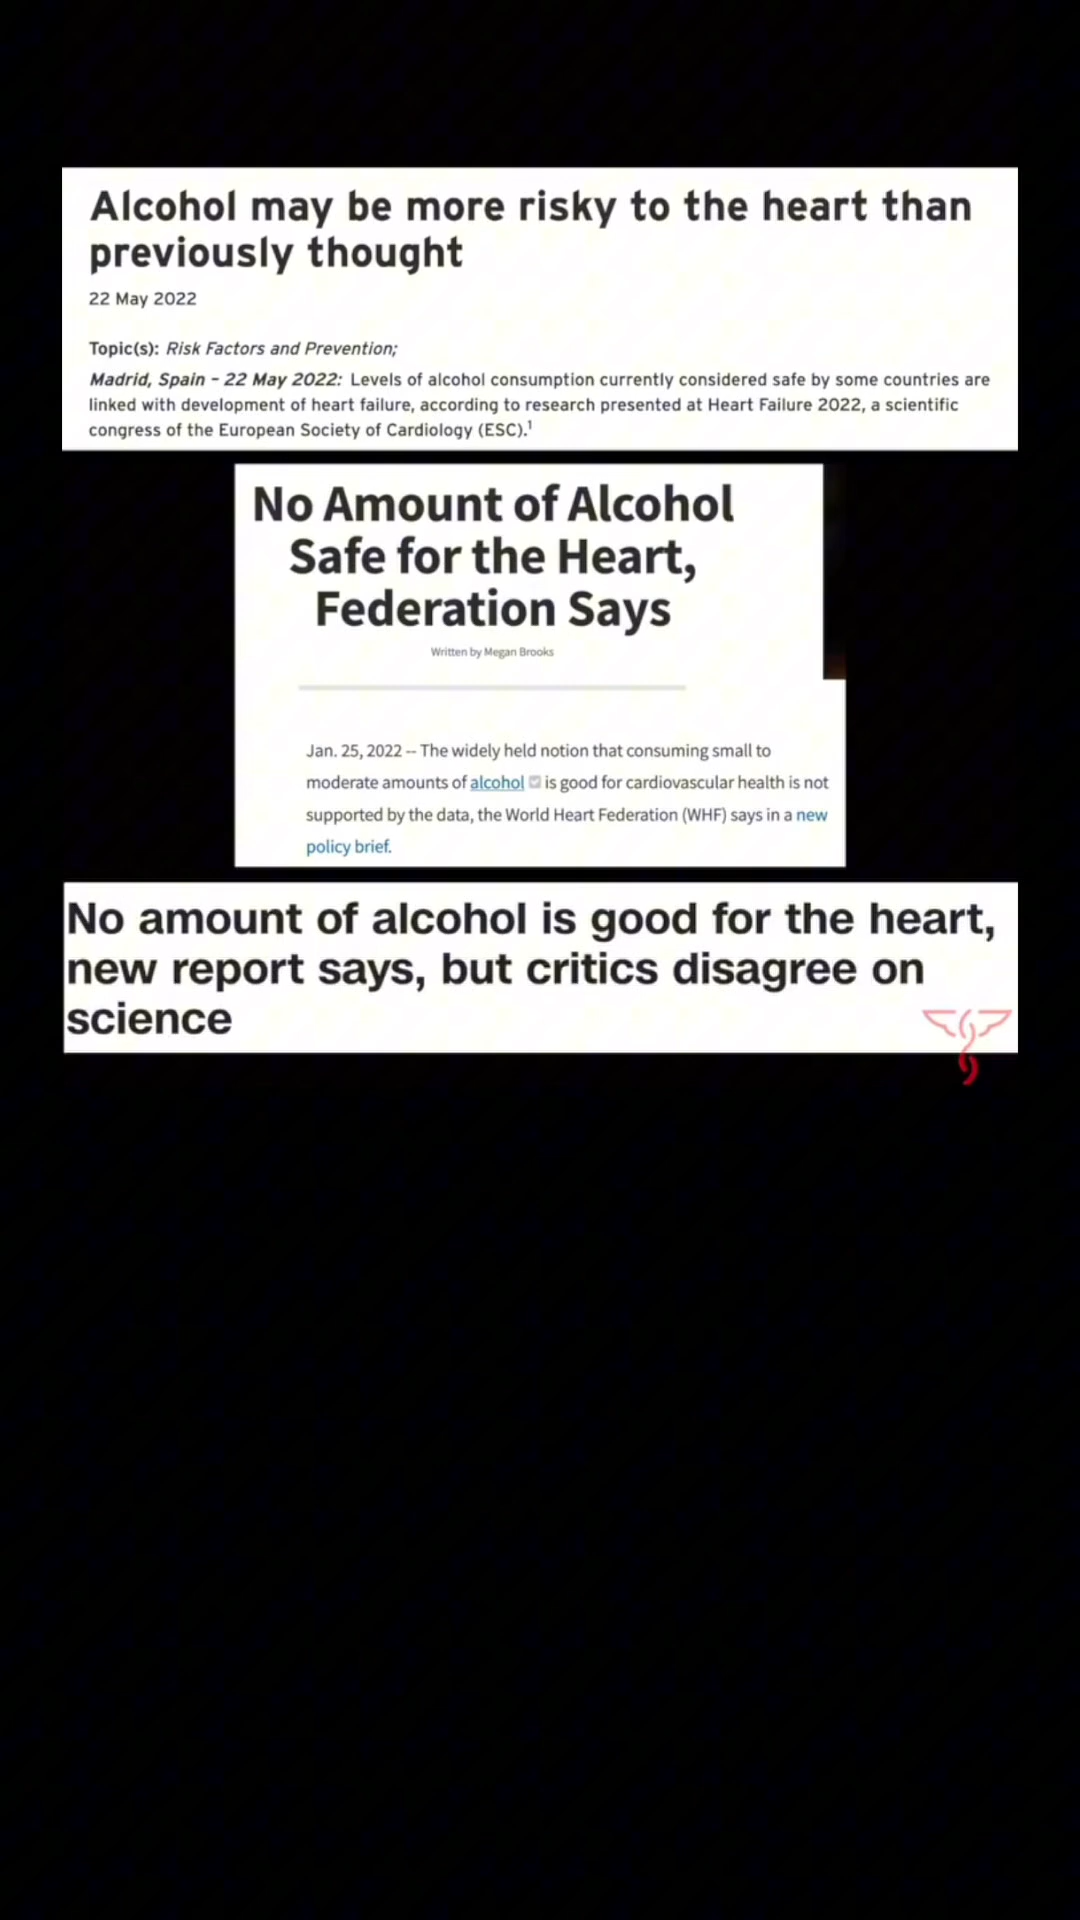 Alcohol may be more risky to the heart than
previously thought
22 May 2022
Topic(s): Risk Factors and Prevention;
Madrid, Spain – 22 May 2022: Levels of alcohol consumption currently considered safe by some countries are
linked with development of heart failure, according to research presented at Heart Failure 2022, a scientific
congress of the European Society of Cardiology (ESC).¹
No Amount of Alcohol
Safe for the Heart,
Federation Says
Written by Megan Brooks
Jan. 25, 2022 -- The widely held notion that consuming small to
moderate amounts of alcohol is good for cardiovascular health is not
supported by the data, the World Heart Federation (WHF) says in a new
policy brief.
No amount of alcohol is good for the heart,
new report says, but critics disagree on
science